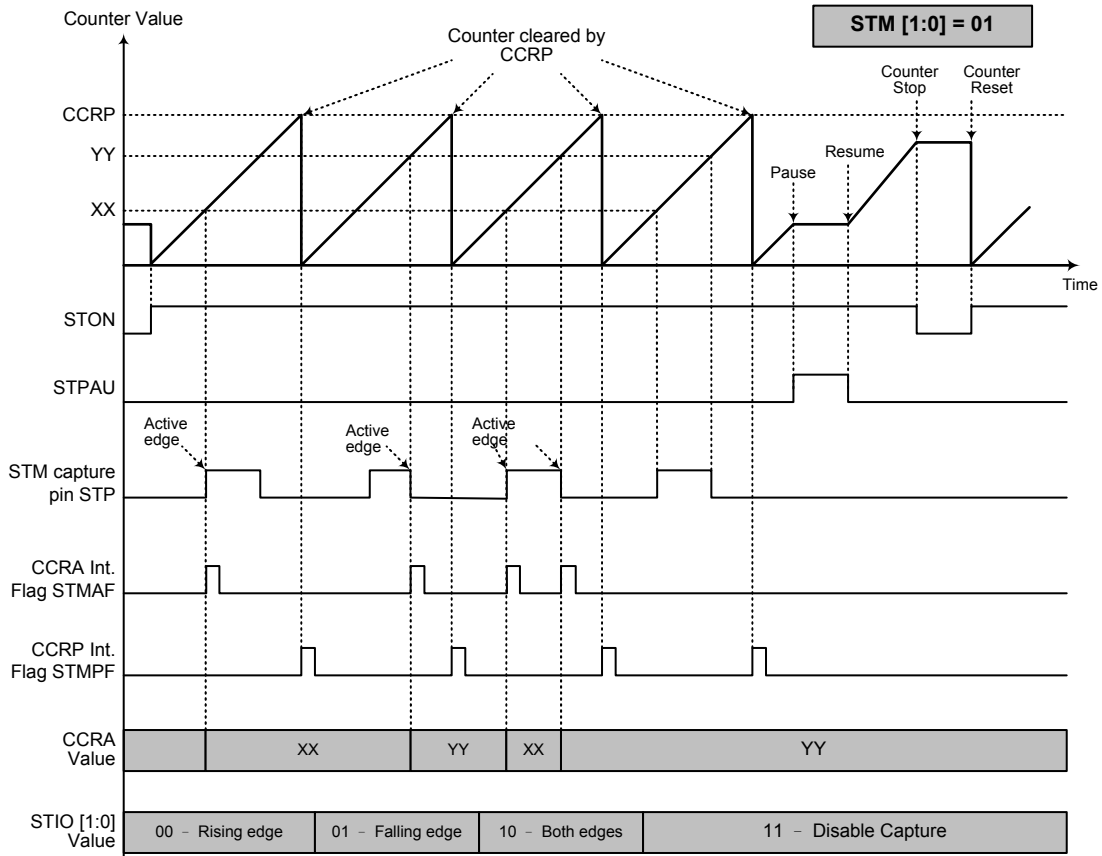 Counter Value
STM [1:0] = 01
Counter cleared by
CCRP
Counter
Stop
Counter
Reset
CCRP
YY
XX
Pause
Resume
Time
STON
STPAU
Active
edge
Active
edge
Active
edge
STM capture
pin STP
CCRA Int.
Flag STMAF
CCRP Int.
Flag STMPF
CCRA
Value
XX
YY
XX
YY
STIO [1:0]
Value
00 – Rising edge
01 – Falling edge
10 – Both edges
11 – Disable Capture